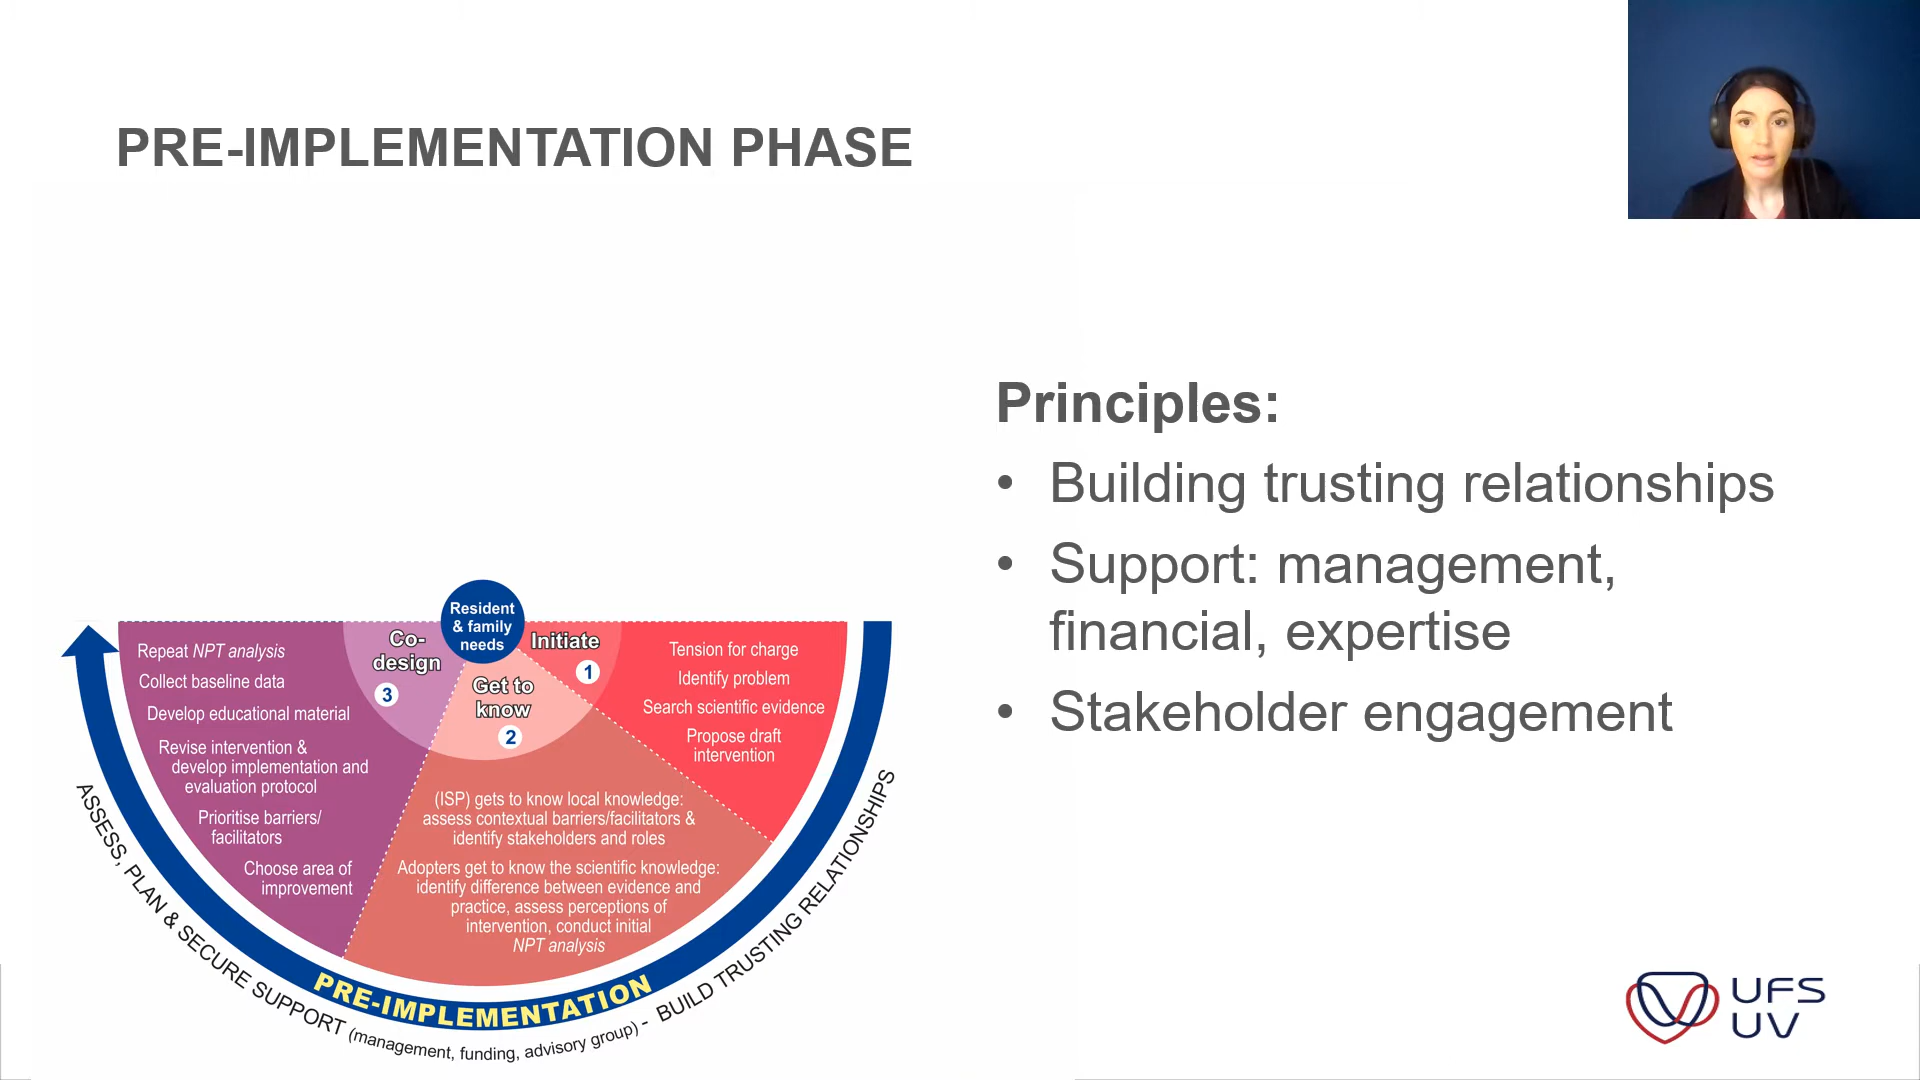 PRE-IMPLEMENTATION PHASE
Principles:
• Building trusting relationships
• Support: management,
financial, expertise
• Stakeholder engagement
Resident
& family
needs
Initiate
1
Tension for charge
Identify problem
Search scientific evidence
Propose draft
intervention
Get to
know
2
(ISP) gets to know local knowledge:
assess contextual barriers/facilitators &
identify stakeholders and roles
Adopters get to know the scientific knowledge:
identify difference between evidence and
practice, assess perceptions of
intervention, conduct initial
NPT analysis
Co-
design
3
Repeat NPT analysis
Collect baseline data
Develop educational material
Revise intervention &
develop implementation and
evaluation protocol
Prioritise barriers/
facilitators
Choose area of
improvement
PRE-IMPLEMENTATION
ASSESS, PLAN & SECURE SUPPORT (management, funding, advisory group) - BUILD TRUSTING RELATIONSHIPS
UFS
UV